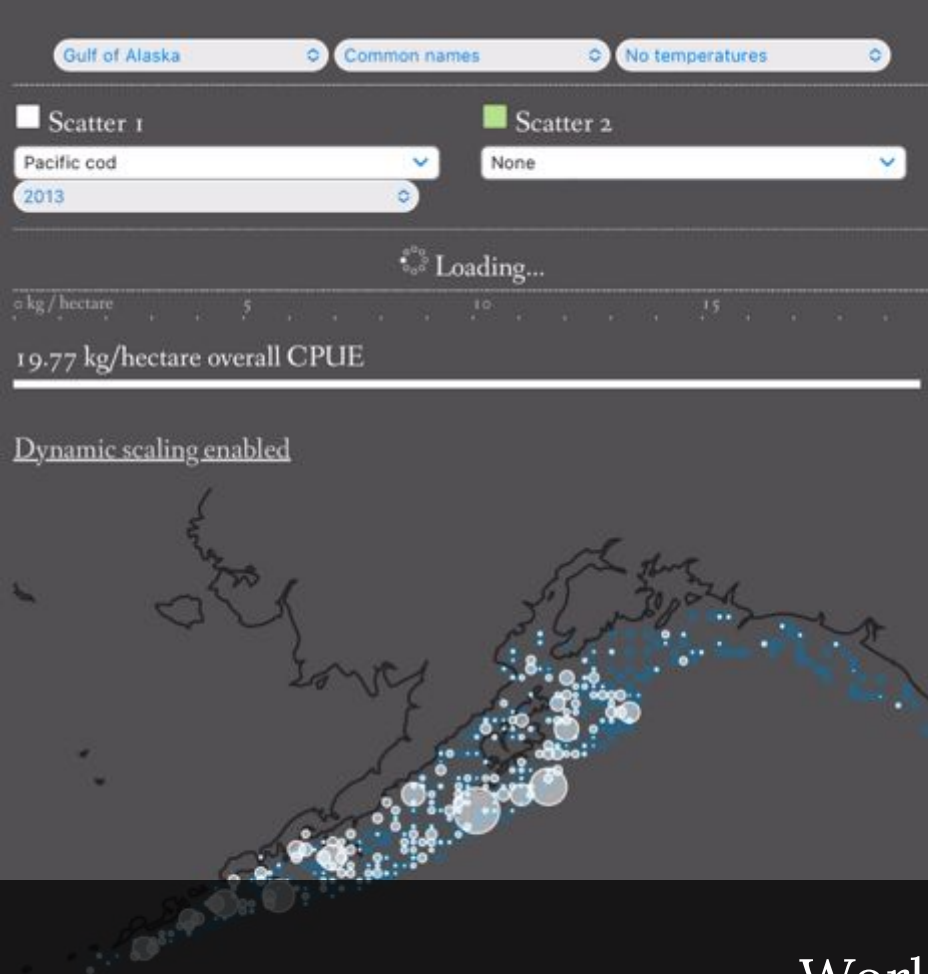 Gulf of Alaska Common names No temperatures
Scatter 1 Scatter 2
Pacific cod None
2013
Loading...
0 kg / hectare 5 10 15
19.77 kg/hectare overall CPUE
Dynamic scaling enabled